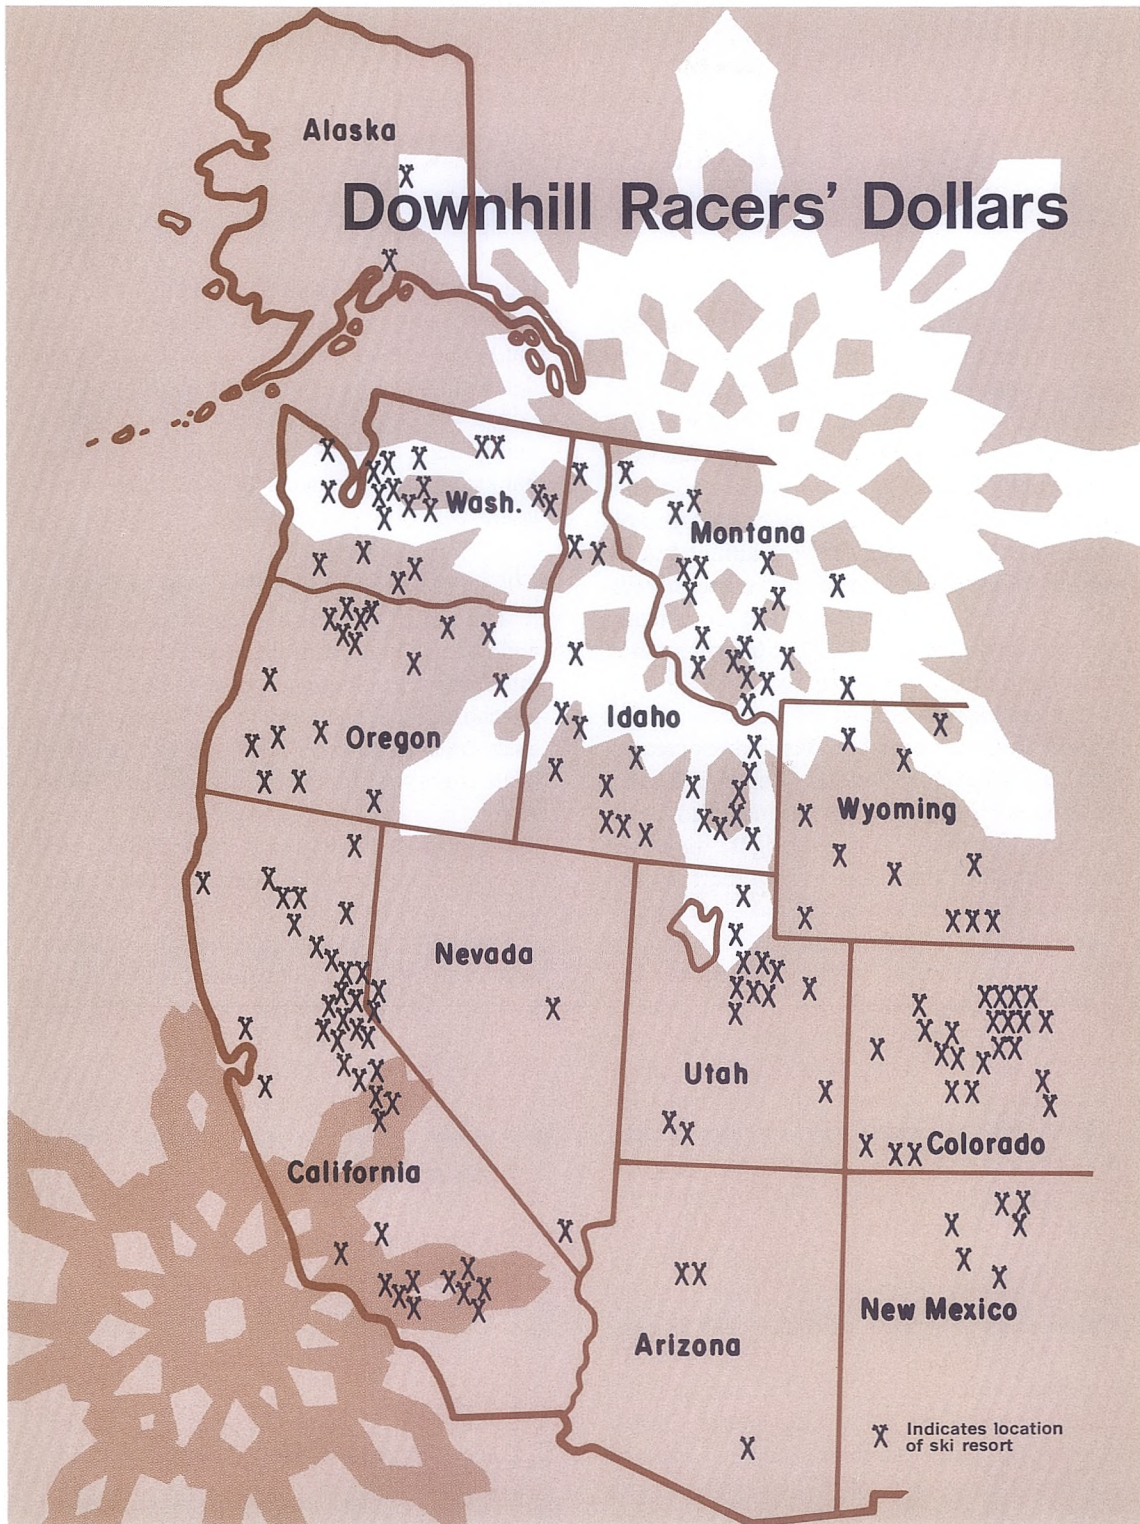 Alaska
Downhill Racers' Dollars
Wash.
Montana
Idaho
Oregon
Wyoming
Nevada
Utah
Colorado
California
New Mexico
Arizona
Indicates location
of ski resort